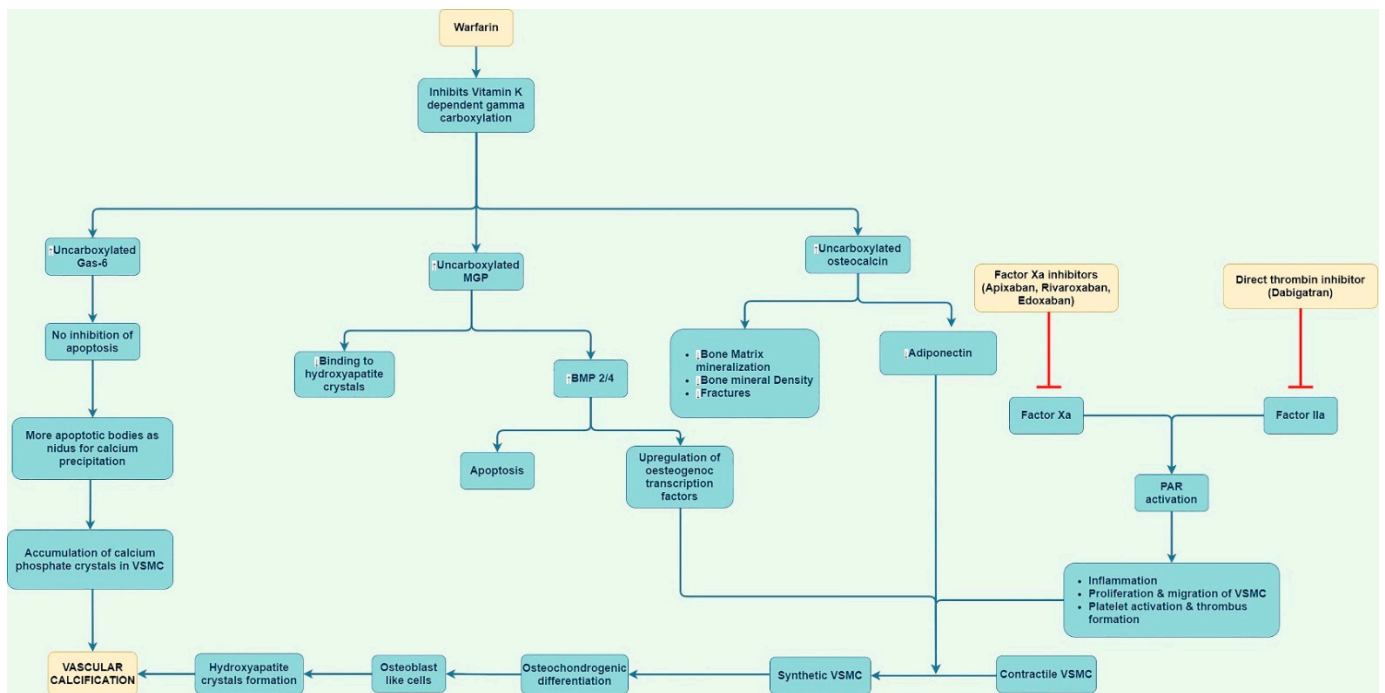 Warfarin
Inhibits Vitamin K
dependent gamma
carboxylation
↑Uncarboxylated
Gas-6
↑Uncarboxylated
MGP
↑Uncarboxylated
osteocalcin
Factor Xa inhibitors
(Apixaban, Rivaroxaban,
Edoxaban)
Direct thrombin inhibitor
(Dabigatran)
No inhibition of
apoptosis
↓Binding to
hydroxyapatite
crystals
↑BMP 2/4
• ↓Bone Matrix
mineralization
• ↓Bone mineral Density
• ↓Fractures
↓Adiponectin
Factor Xa
Factor IIa
More apoptotic bodies as
nidus for calcium
precipitation
Apoptosis
Upregulation of
oesteogenoc
transcription
factors
PAR
activation
Accumulation of calcium
phosphate crystals in VSMC
• Inflammation
• Proliferation & migration of VSMC
• Platelet activation & thrombus
formation
VASCULAR
CALCIFICATION
Hydroxyapatite
crystals formation
Osteoblast
like cells
Osteochondrogenic
differentiation
Synthetic VSMC
Contractile VSMC